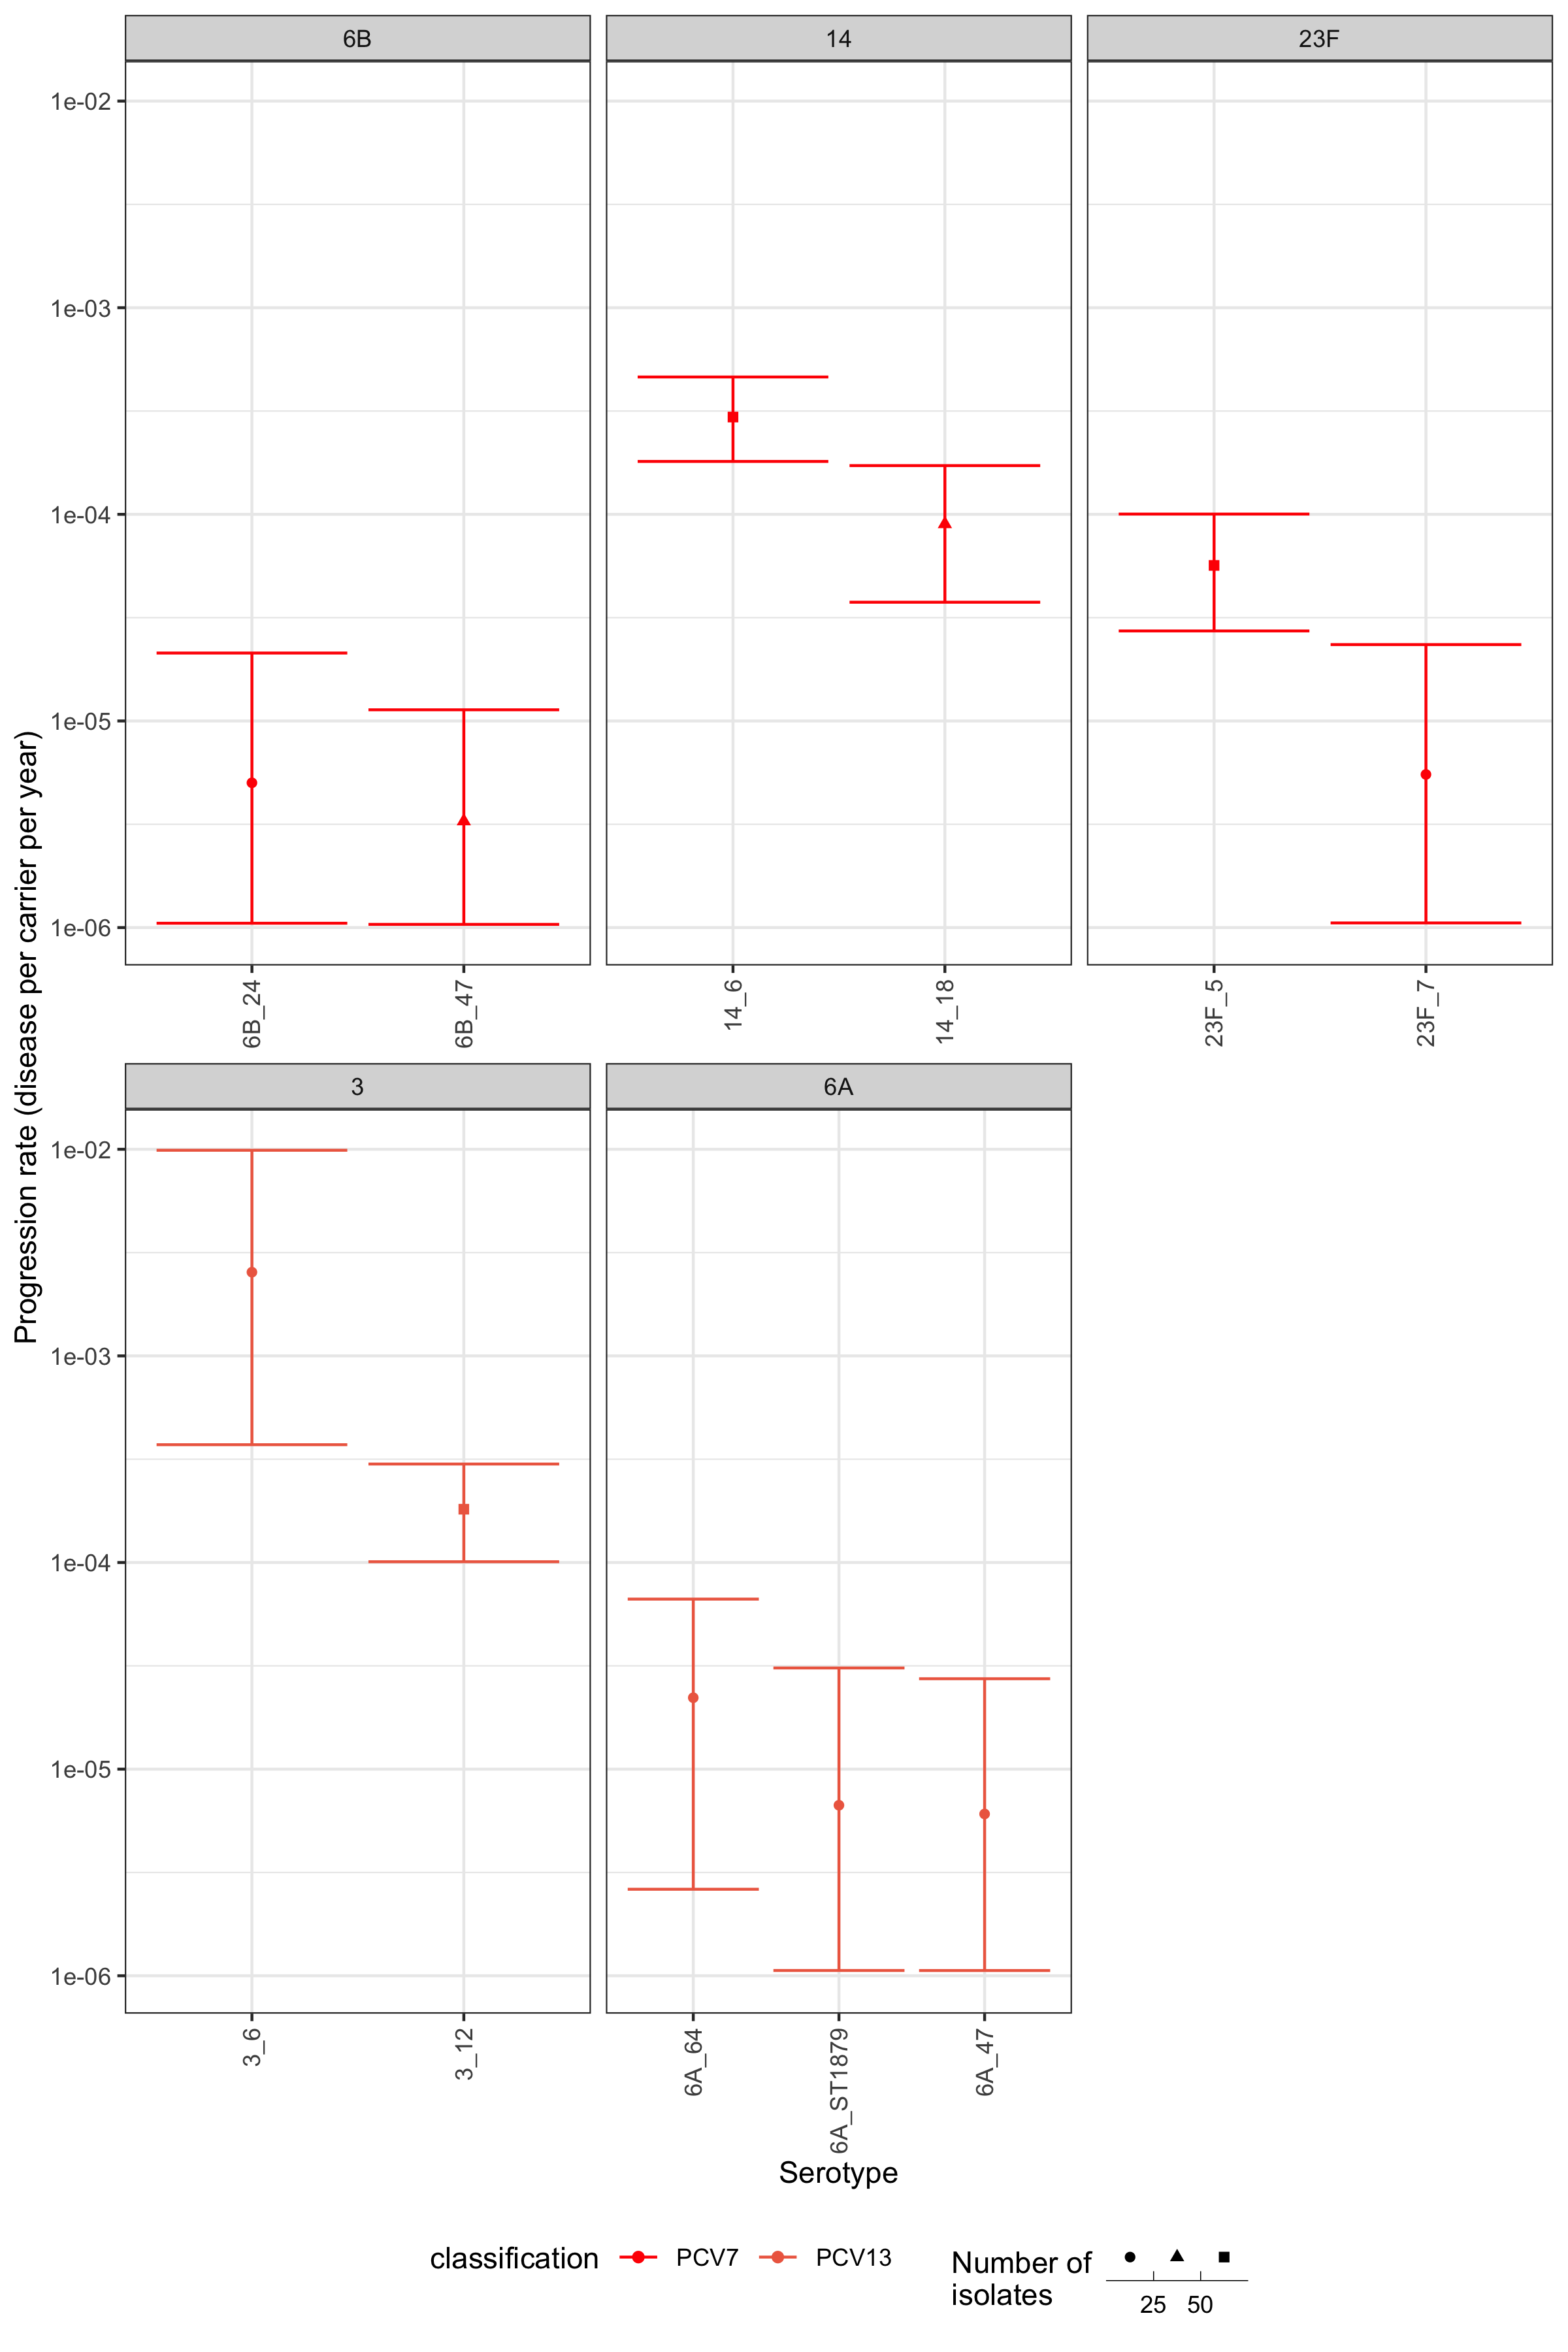 6B
14
23F
1e-02
1e-03
1e-04
1e-05
1e-06
6B_24
6B_47
14_6
14_18
23F_5
23F_7
Progression rate (disease per carrier per year)
3
6A
1e-02
1e-03
1e-04
1e-05
1e-06
3_6
3_12
6A_64
6A_ST1879
6A_47
Serotype
classification
PCV7
PCV13
Number of
isolates
25
50